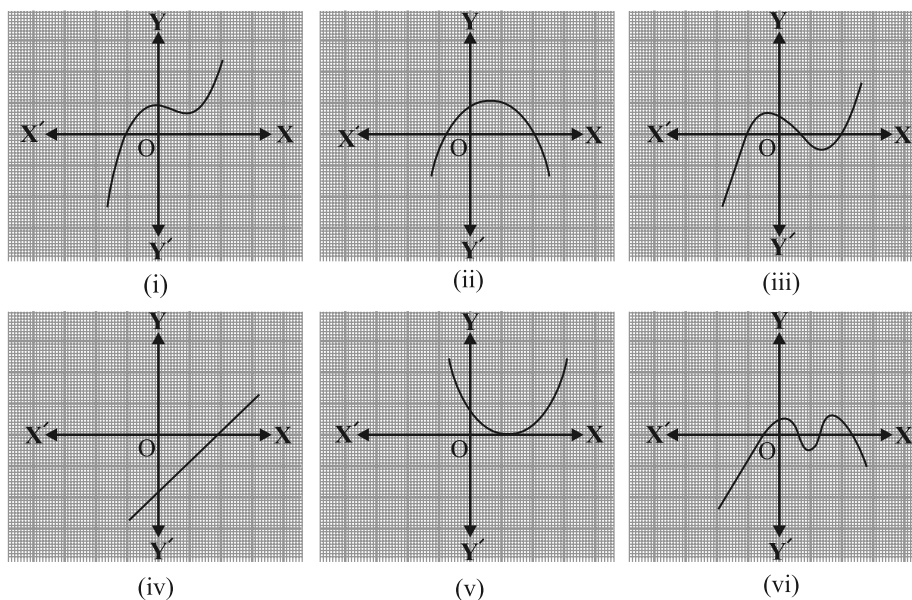 Y Y Y
X′ O X X′ O X X′ O X
Y′ Y′ Y′
(i) (ii) (iii)
Y Y Y
X′ O X X′ O X X′ O X
Y′ Y′ Y′
(iv) (v) (vi)